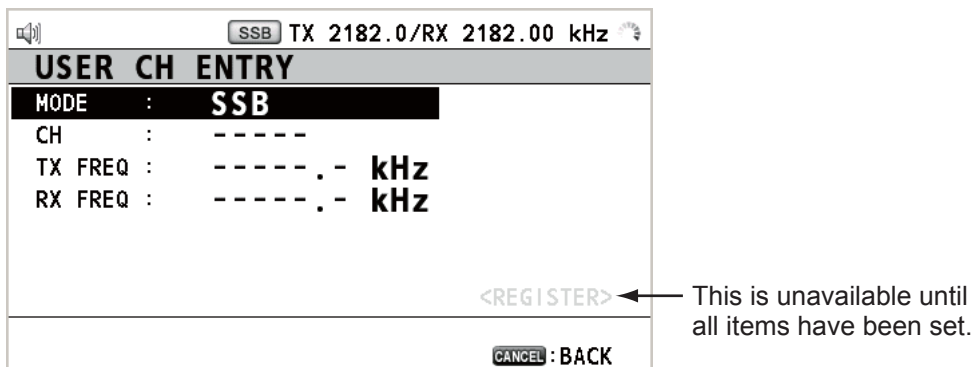 SSB TX 2182.0/RX 2182.00 kHz
USER CH ENTRY
MODE : SSB
CH : -----
TX FREQ : -----.- kHz
RX FREQ : -----.- kHz
<REGISTER>
This is unavailable until
all items have been set.
CANCEL : BACK